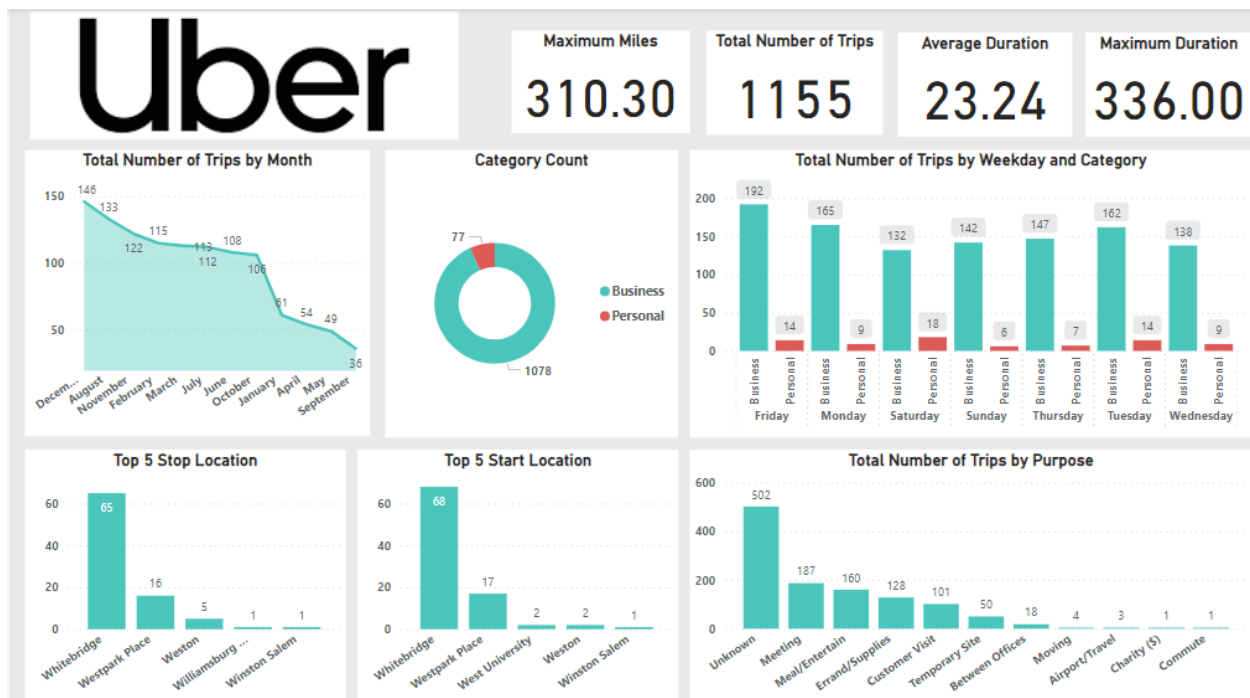 Uber
Maximum Miles
310.30
Total Number of Trips
1155
Average Duration
23.24
Maximum Duration
336.00
Total Number of Trips by Month
150
100
50
146
133
122
115
113
112
108
106
61
54
49
36
Decem...
August
November
February
March
July
June
October
January
April
May
September
Category Count
77
1078
Business
Personal
Total Number of Trips by Weekday and Category
200
150
100
50
0
192
14
165
9
132
18
142
6
147
7
162
14
138
9
Business
Personal
Business
Personal
Business
Personal
Business
Personal
Business
Personal
Business
Personal
Business
Personal
Friday
Monday
Saturday
Sunday
Thursday
Tuesday
Wednesday
Top 5 Stop Location
60
40
20
0
65
16
5
1
1
Whitebridge
Westpark Place
Weston
Williamsburg ...
Winston Salem
Top 5 Start Location
60
40
20
0
68
17
2
2
1
Whitebridge
Westpark Place
West University
Weston
Winston Salem
Total Number of Trips by Purpose
600
400
200
0
502
187
160
128
101
50
18
4
3
1
1
Unknown
Meeting
Meal/Entertain
Errand/Supplies
Customer Visit
Temporary Site
Between Offices
Moving
Airport/Travel
Charity ($)
Commute